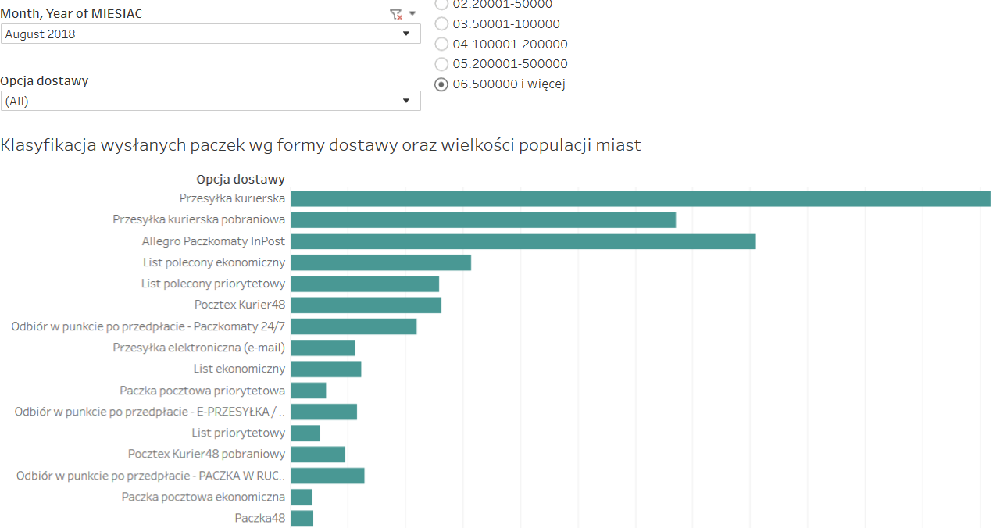 Month, Year of MIESIAC
August 2018
Opcja dostawy
(All)
02.20001-50000
03.50001-100000
04.100001-200000
05.200001-500000
06.500000 i więcej
Klasyfikacja wysłanych paczek wg formy dostawy oraz wielkości populacji miast
Opcja dostawy
Przesyłka kurierska
Przesyłka kurierska pobraniowa
Allegro Paczkomaty InPost
List polecony ekonomiczny
List polecony priorytetowy
Pocztex Kurier48
Odbiór w punkcie po przedpłacie - Paczkomaty 24/7
Przesyłka elektroniczna (e-mail)
List ekonomiczny
Paczka pocztowa priorytetowa
Odbiór w punkcie po przedpłacie - E-PRZESYŁKA / ..
List priorytetowy
Pocztex Kurier48 pobraniowy
Odbiór w punkcie po przedpłacie - PACZKA W RUC..
Paczka pocztowa ekonomiczna
Paczka48